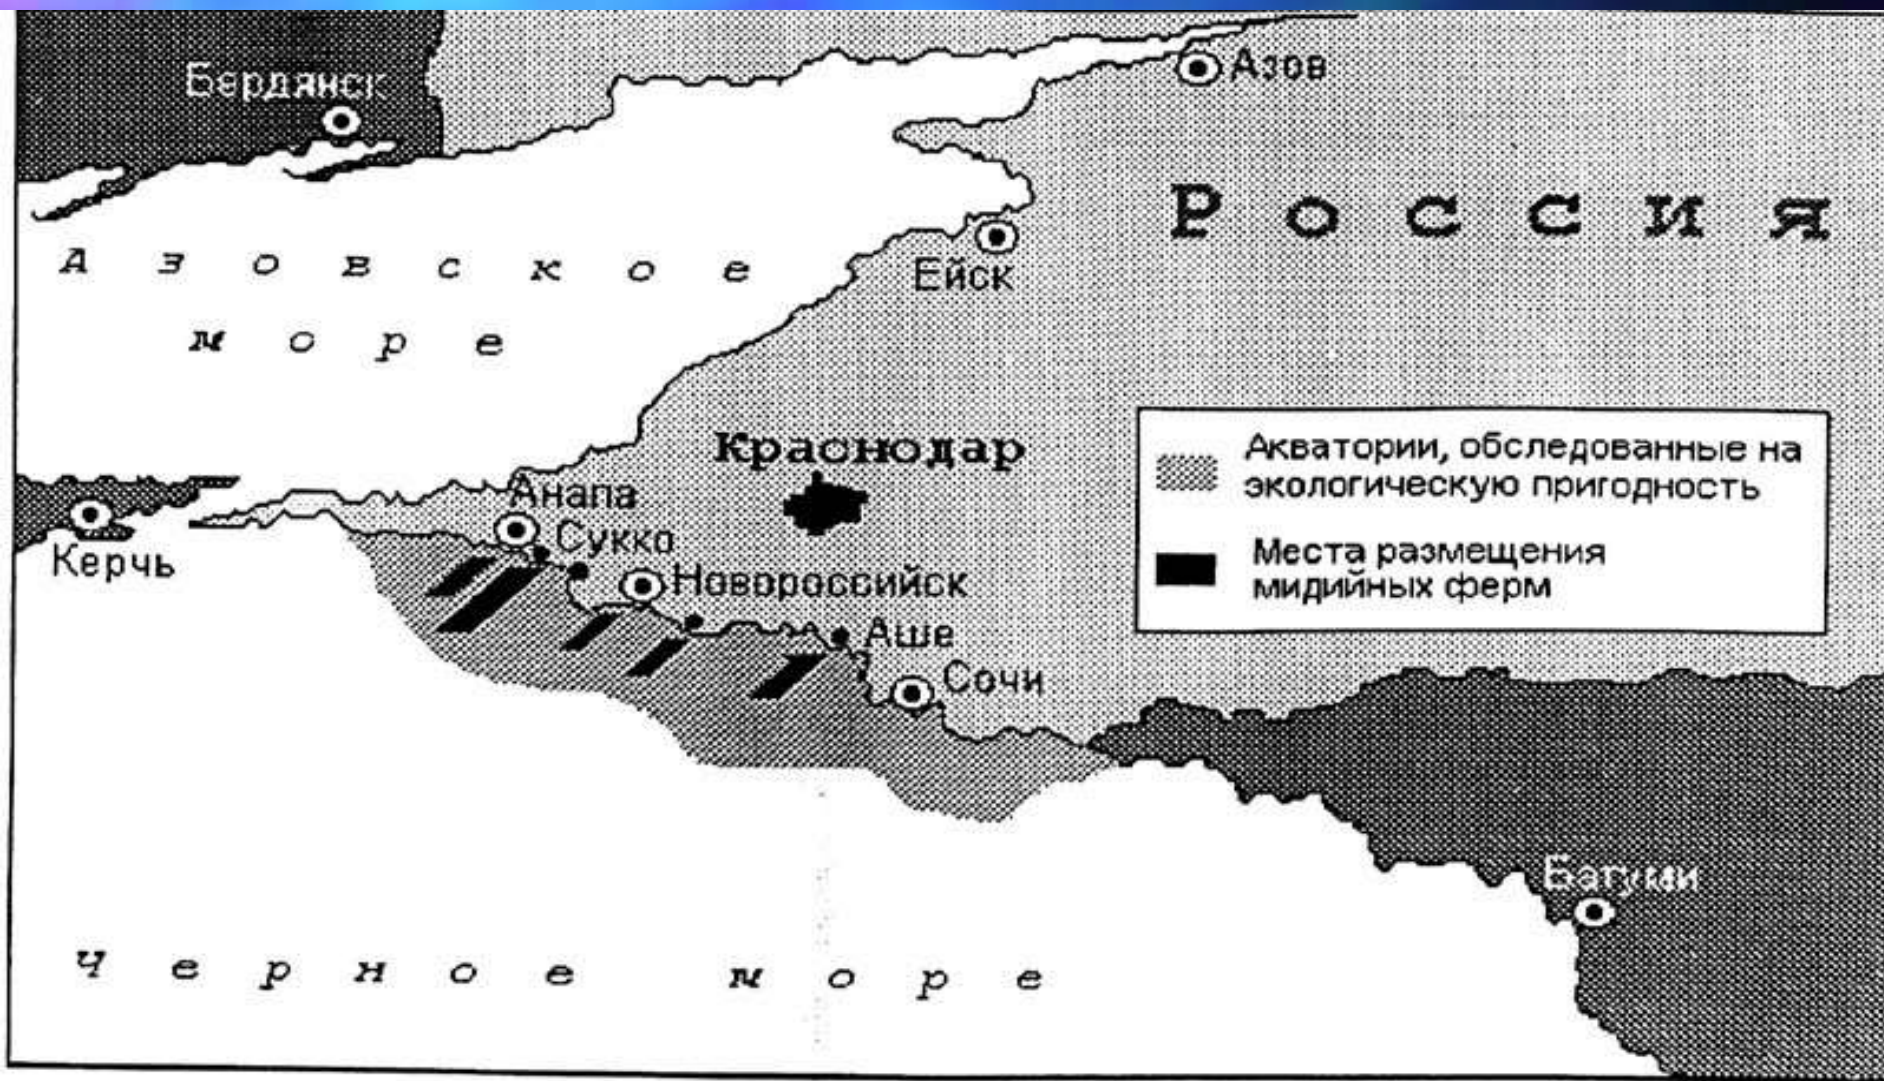 Бердянск
Азов
Россия
Азовское
море
Ейск
Краснодар
Акватории, обследованные на
экологическую пригодность
Анапа
Сукко
Керчь
Места размещения
мидийных ферм
Новороссийск
Аше
Сочи
Батуми
Черное море